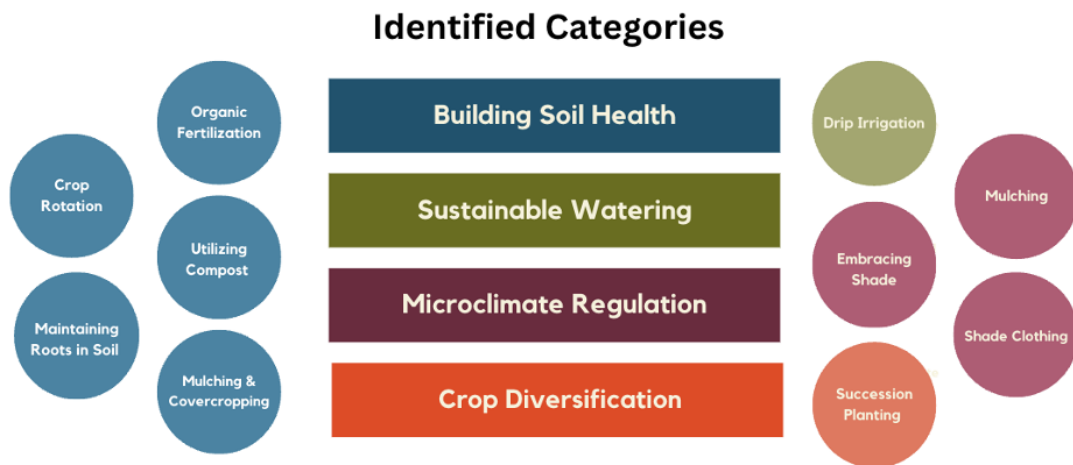 Identified Categories
Organic
Fertilization
Crop
Rotation
Utilizing
Compost
Maintaining
Roots in Soil
Mulching &
Covercropping
Building Soil Health
Sustainable Watering
Microclimate Regulation
Crop Diversification
Drip Irrigation
Mulching
Embracing
Shade
Shade Clothing
Succession
Planting